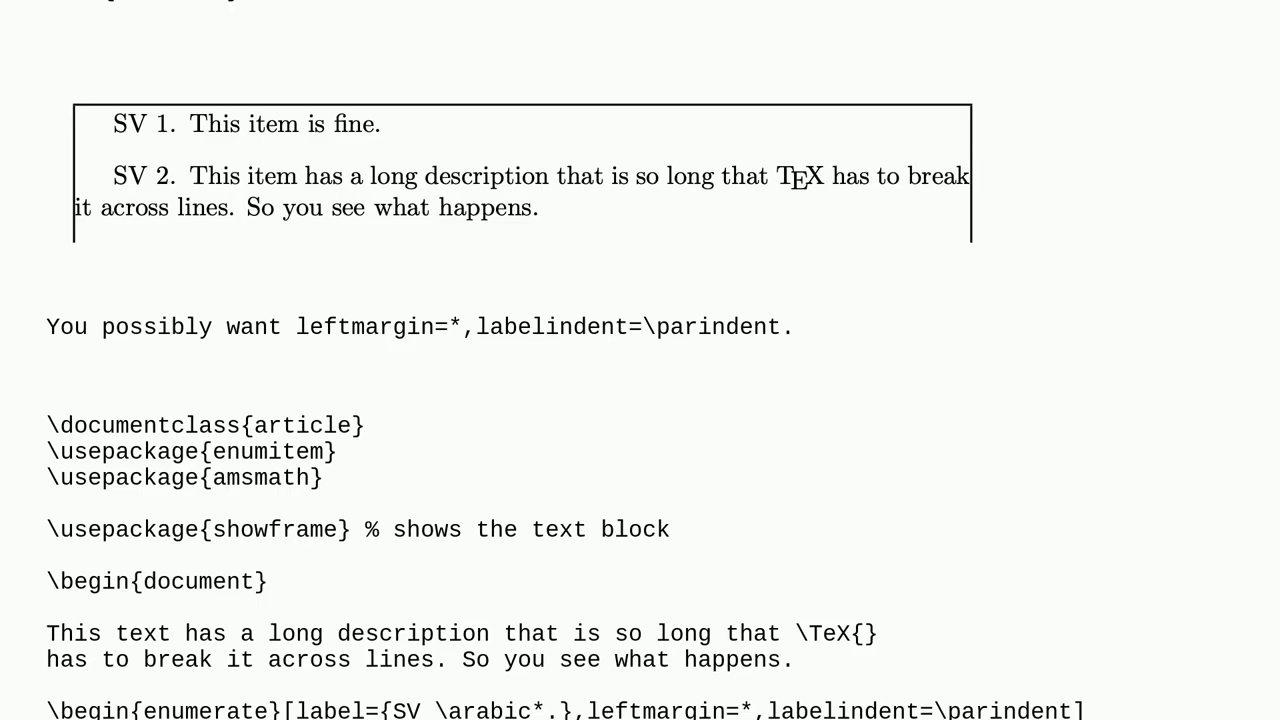 SV 1. This item is fine.
SV 2. This item has a long description that is so long that TEX has to break
it across lines. So you see what happens.
You possibly want leftmargin=*,labelindent=\parindent.
\documentclass{article}
\usepackage{enumitem}
\usepackage{amsmath}
\usepackage{showframe} % shows the text block
\begin{document}
This text has a long description that is so long that \TeX{}
has to break it across lines. So you see what happens.
\begin{enumerate}[label={SV \arabic*.},leftmargin=*,labelindent=\parindent]